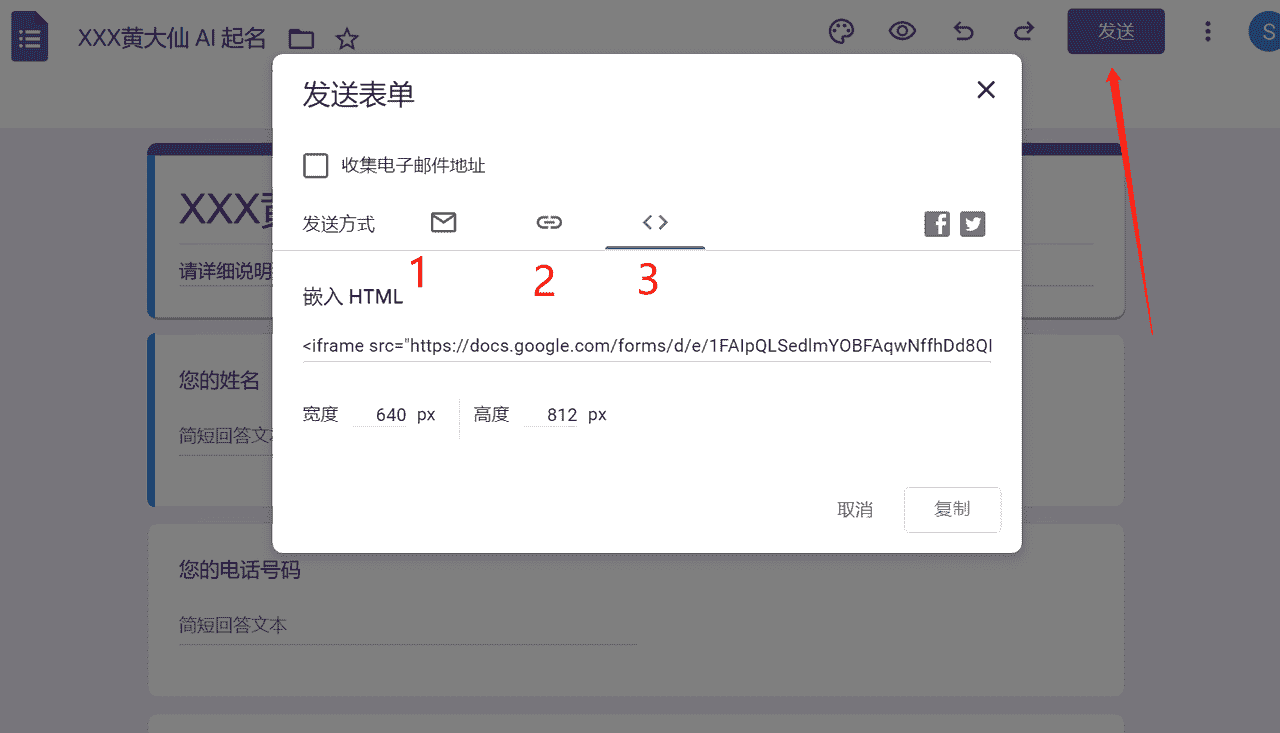 XXX黄大仙 AI 起名
发送
S
发送表单
收集电子邮件地址
XXX
发送方式
1
2
3
请详细说明
嵌入 HTML
<iframe src="https://docs.google.com/forms/d/e/1FAIpQLSedlmYOBFAqwNffhDd8QI
您的姓名
宽度 640 px 高度 812 px
简短回答文本
取消 复制
您的电话号码
简短回答文本